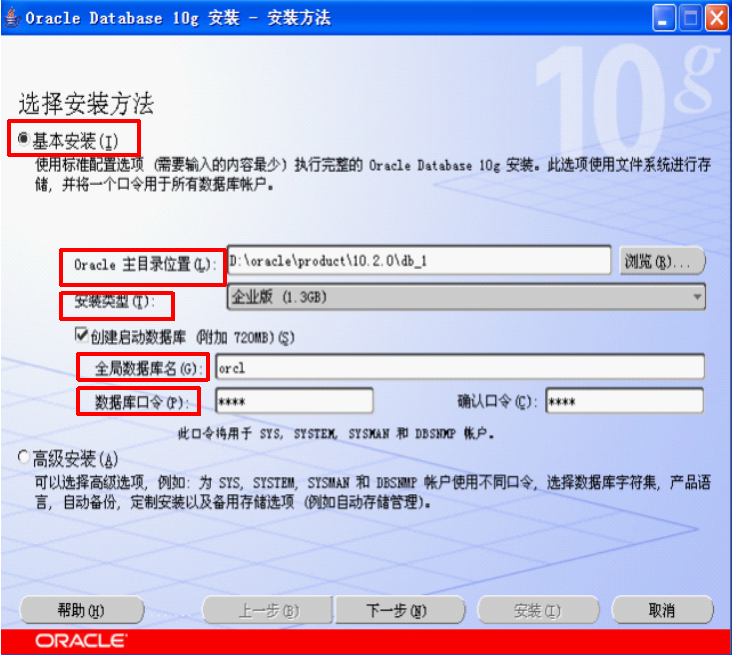 Oracle Database 10g 安装 - 安装方法
10g
选择安装方法
基本安装(I)
使用标准配置选项 (需要输入的内容最少) 执行完整的 Oracle Database 10g 安装。此选项使用文件系统进行存
储, 并将一个口令用于所有数据库帐户。
Oracle 主目录位置(L): D:\oracle\product\10.2.0\db_1 浏览(R)...
安装类型(T): 企业版 (1.3GB)
创建启动数据库 (附加 720MB)(S)
全局数据库名(G): orcl
数据库口令(P): **** 确认口令(C): ****
此口令将用于 SYS, SYSTEM, SYSMAN 和 DBSNMP 帐户。
高级安装(A)
可以选择高级选项, 例如: 为 SYS, SYSTEM, SYSMAN 和 DBSNMP 帐户使用不同口令, 选择数据库字符集, 产品语
言, 自动备份, 定制安装以及备用存储选项 (例如自动存储管理)。
帮助(H) 上一步(B) 下一步(N) 安装(I) 取消
ORACLE